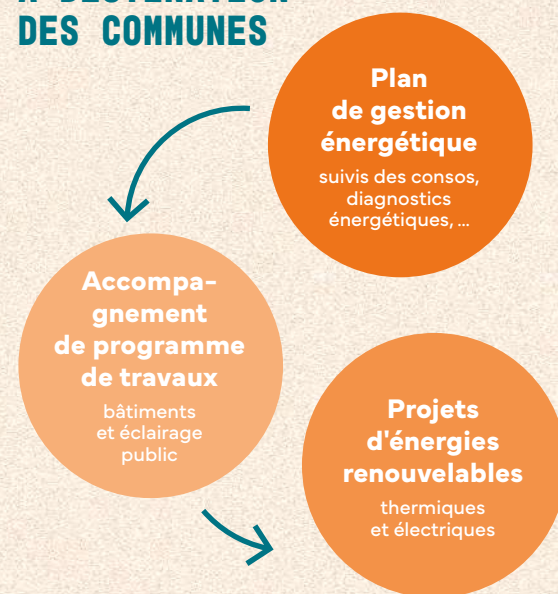 DES COMMUNES
Plan
de gestion
énergétique
suivis des consos,
diagnostics
énergétiques, ...
Accompa-
gnement
de programme
de travaux
bâtiments
et éclairage
public
Projets
d'énergies
renouvelables
thermiques
et électriques